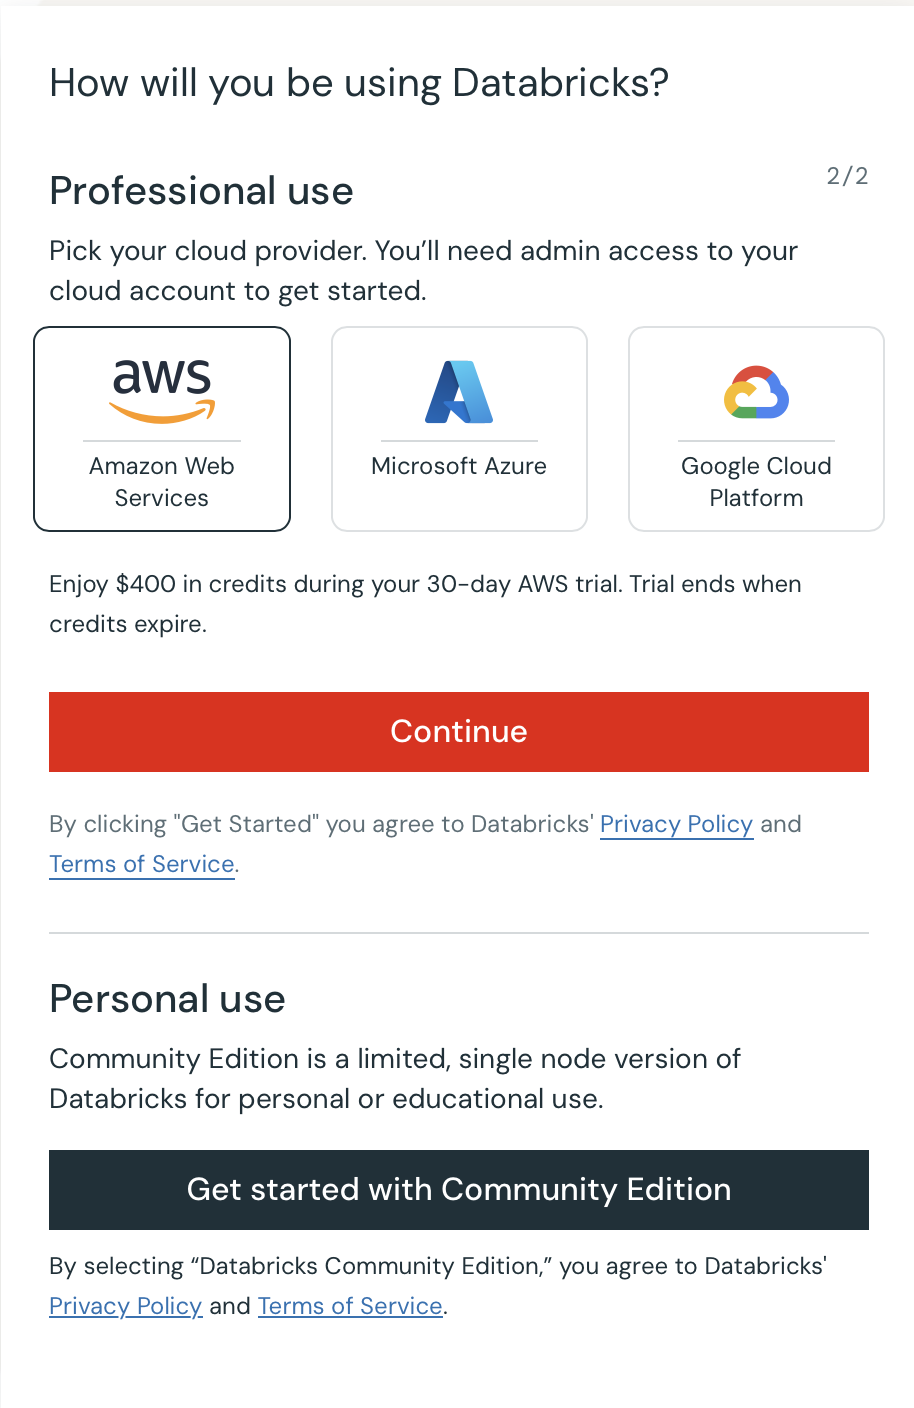 How will you be using Databricks?
2/2
Professional use
Pick your cloud provider. You’ll need admin access to your
cloud account to get started.
aws
Amazon Web
Services
Microsoft Azure
Google Cloud
Platform
Enjoy $400 in credits during your 30-day AWS trial. Trial ends when
credits expire.
Continue
By clicking "Get Started" you agree to Databricks' Privacy Policy and
Terms of Service.
Personal use
Community Edition is a limited, single node version of
Databricks for personal or educational use.
Get started with Community Edition
By selecting “Databricks Community Edition,” you agree to Databricks'
Privacy Policy and Terms of Service.